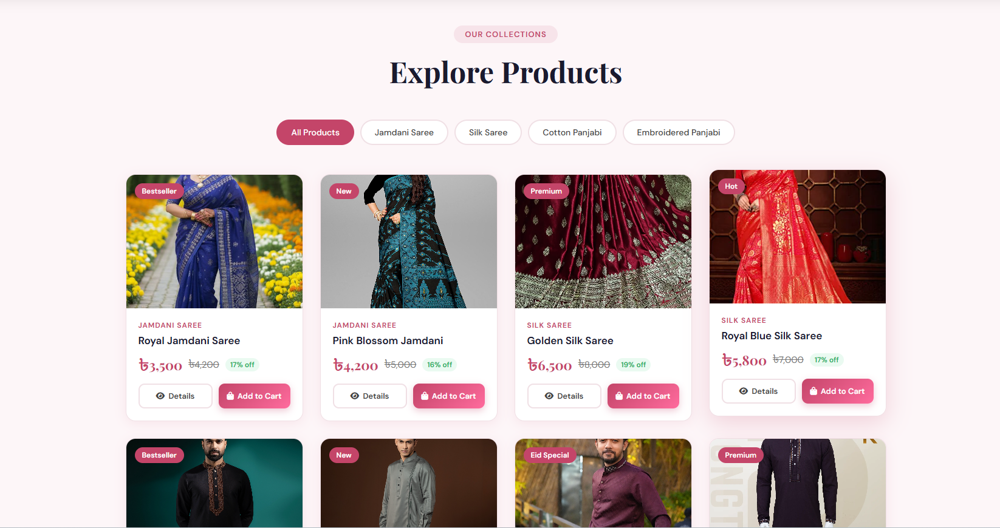 OUR COLLECTIONS
Explore Products
All Products
Jamdani Saree
Silk Saree
Cotton Panjabi
Embroidered Panjabi
Bestseller
JAMDANI SAREE
Royal Jamdani Saree
৳3,500 ৳4,200 17% off
Details
Add to Cart
New
JAMDANI SAREE
Pink Blossom Jamdani
৳4,200 ৳5,000 16% off
Details
Add to Cart
Premium
SILK SAREE
Golden Silk Saree
৳6,500 ৳8,000 19% off
Details
Add to Cart
Hot
SILK SAREE
Royal Blue Silk Saree
৳5,800 ৳7,000 17% off
Details
Add to Cart
Bestseller
New
Eid Special
Premium